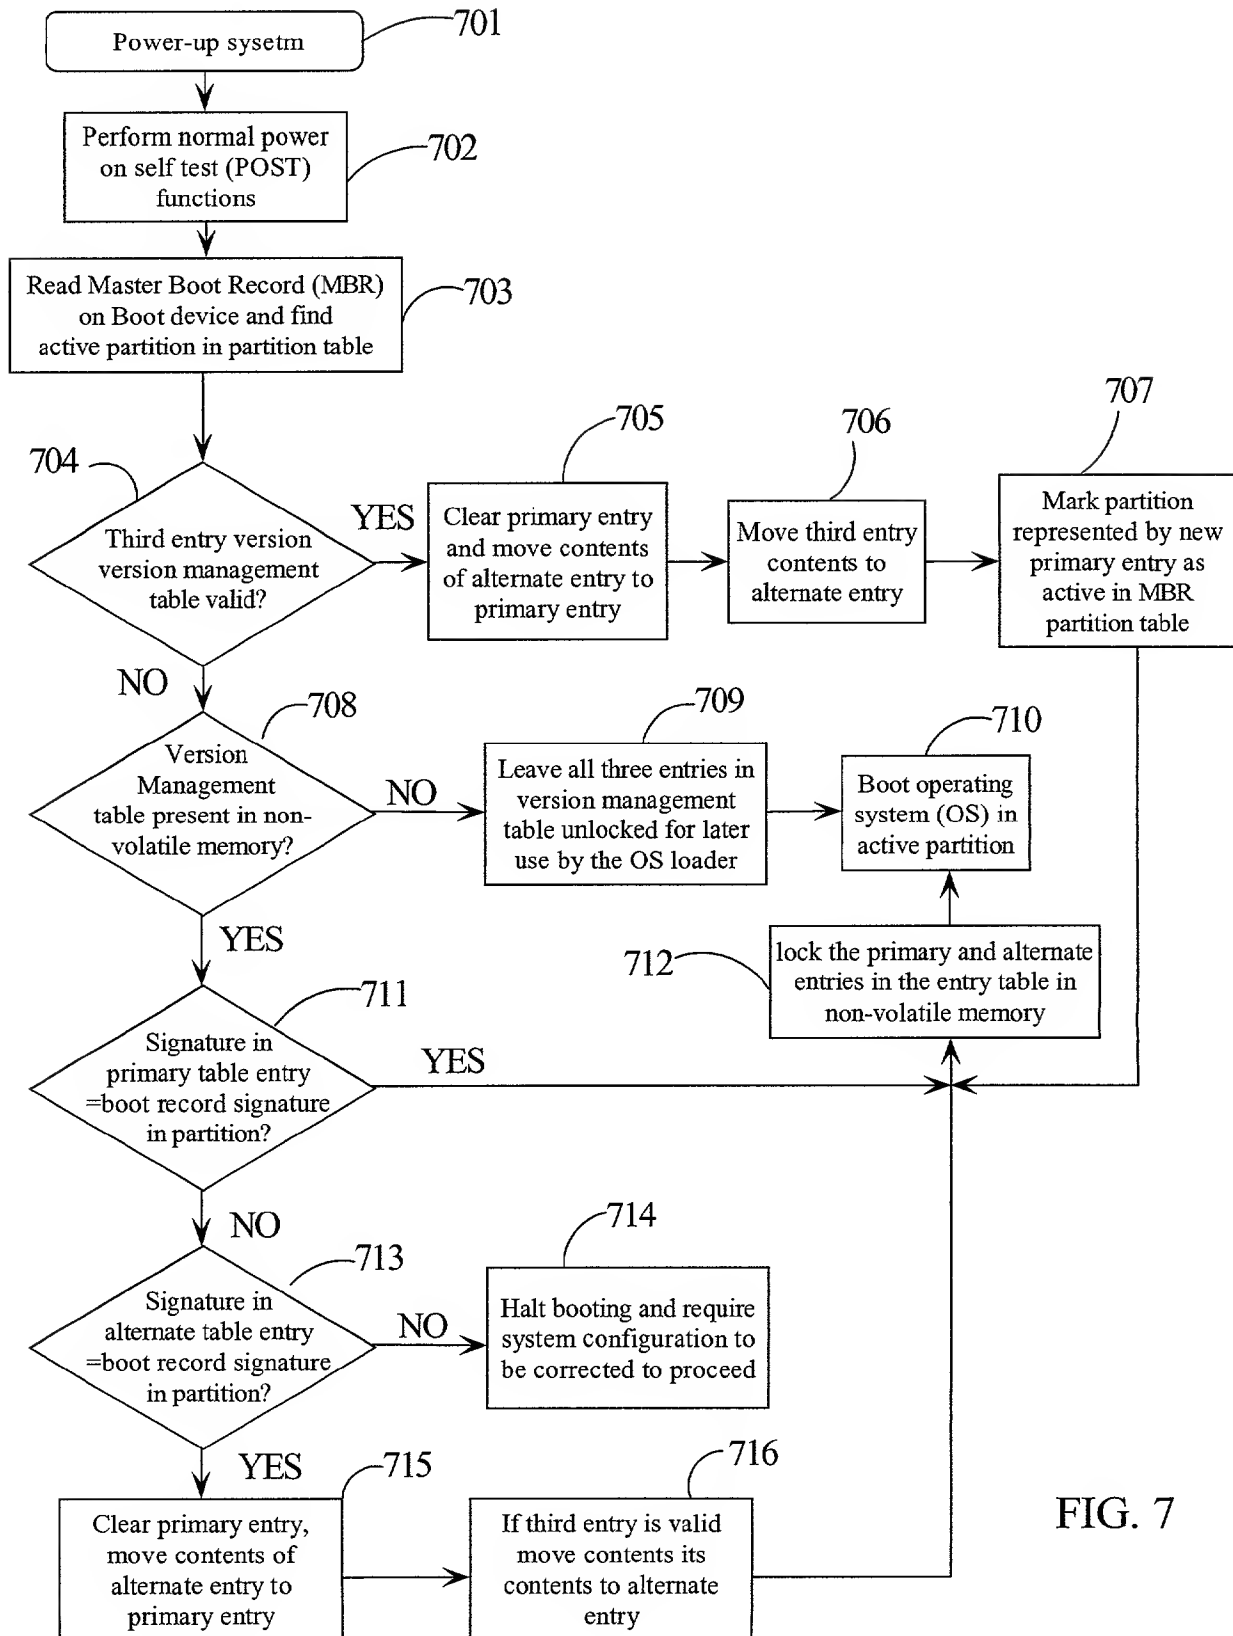 701
Power-up sysetm
Perform normal power
on self test (POST)
functions
702
Read Master Boot Record (MBR)
on Boot device and find
active partition in partition table
703
704
Third entry version
version management
table valid?
YES
705
Clear primary entry
and move contents
of alternate entry to
primary entry
706
Move third entry
contents to
alternate entry
707
Mark partition
represented by new
primary entry as
active in MBR
partition table
NO
708
Version
Management
table present in non-
volatile memory?
NO
709
Leave all three entries in
version management
table unlocked for later
use by the OS loader
710
Boot operating
system (OS) in
active partition
YES
712
lock the primary and alternate
entries in the entry table in
non-volatile memory
711
Signature in
primary table entry
=boot record signature
in partition?
YES
NO
713
Signature in
alternate table entry
=boot record signature
in partition?
NO
714
Halt booting and require
system configuration to
be corrected to proceed
YES
715
Clear primary entry,
move contents of
alternate entry to
primary entry
716
If third entry is valid
move contents its
contents to alternate
entry
FIG. 7